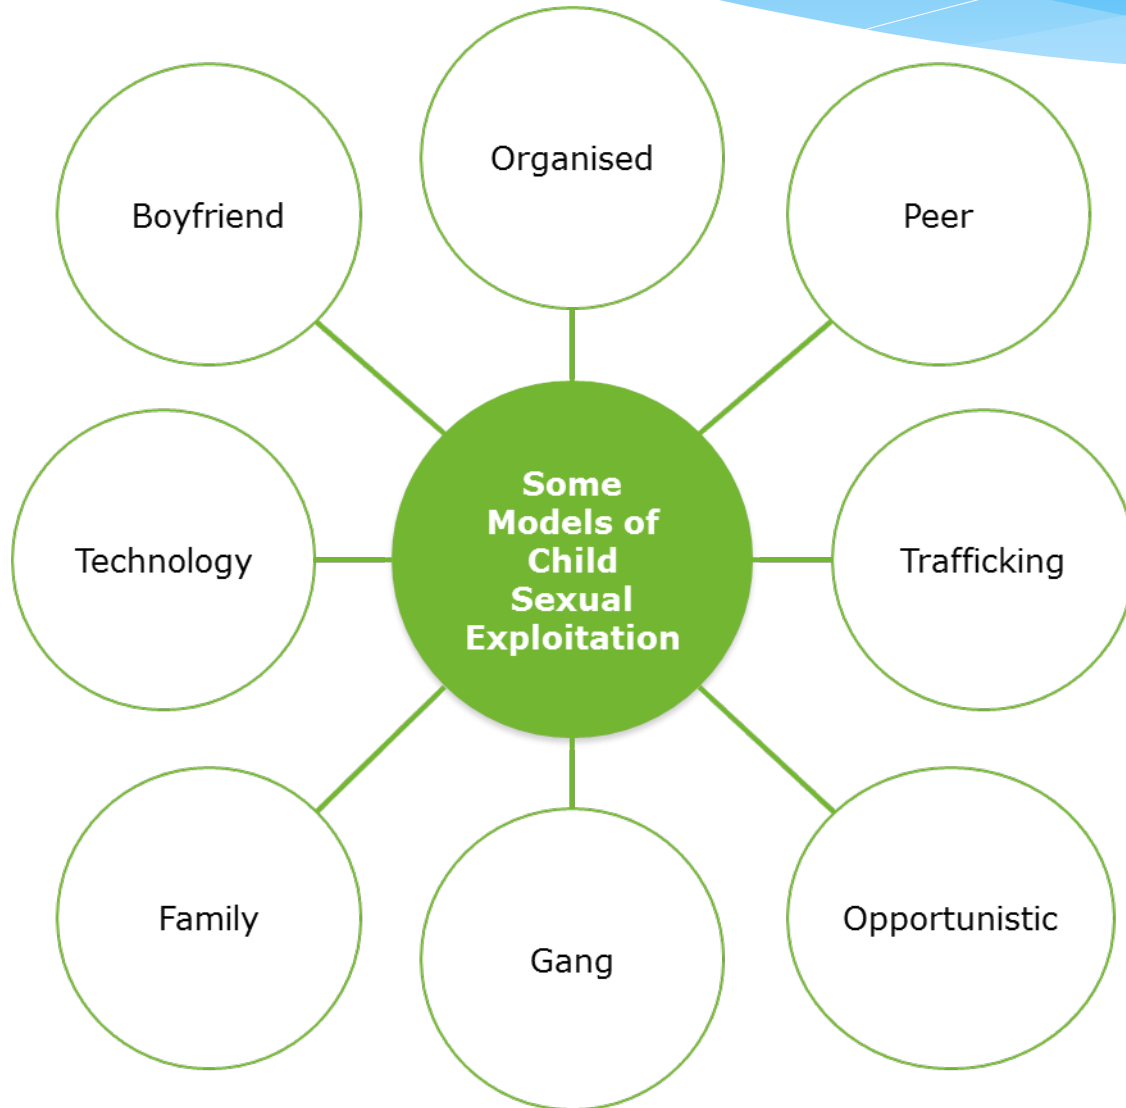 Organised
Boyfriend
Peer
Some
Models of
Child
Sexual
Exploitation
Technology
Trafficking
Family
Opportunistic
Gang